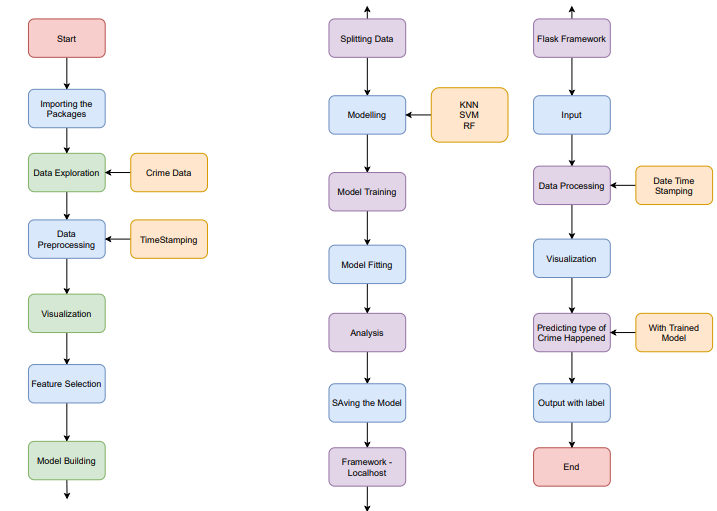 Start
Importing the
Packages
Data Exploration
Crime Data
Data
Preprocessing
TimeStamping
Visualization
Feature Selection
Model Building
Splitting Data
Modelling
KNN
SVM
RF
Model Training
Model Fitting
Analysis
SAving the Model
Framework -
Localhost
Flask Framework
Input
Data Processing
Date Time
Stamping
Visualization
Predicting type of
Crime Happened
With Trained
Model
Output with label
End